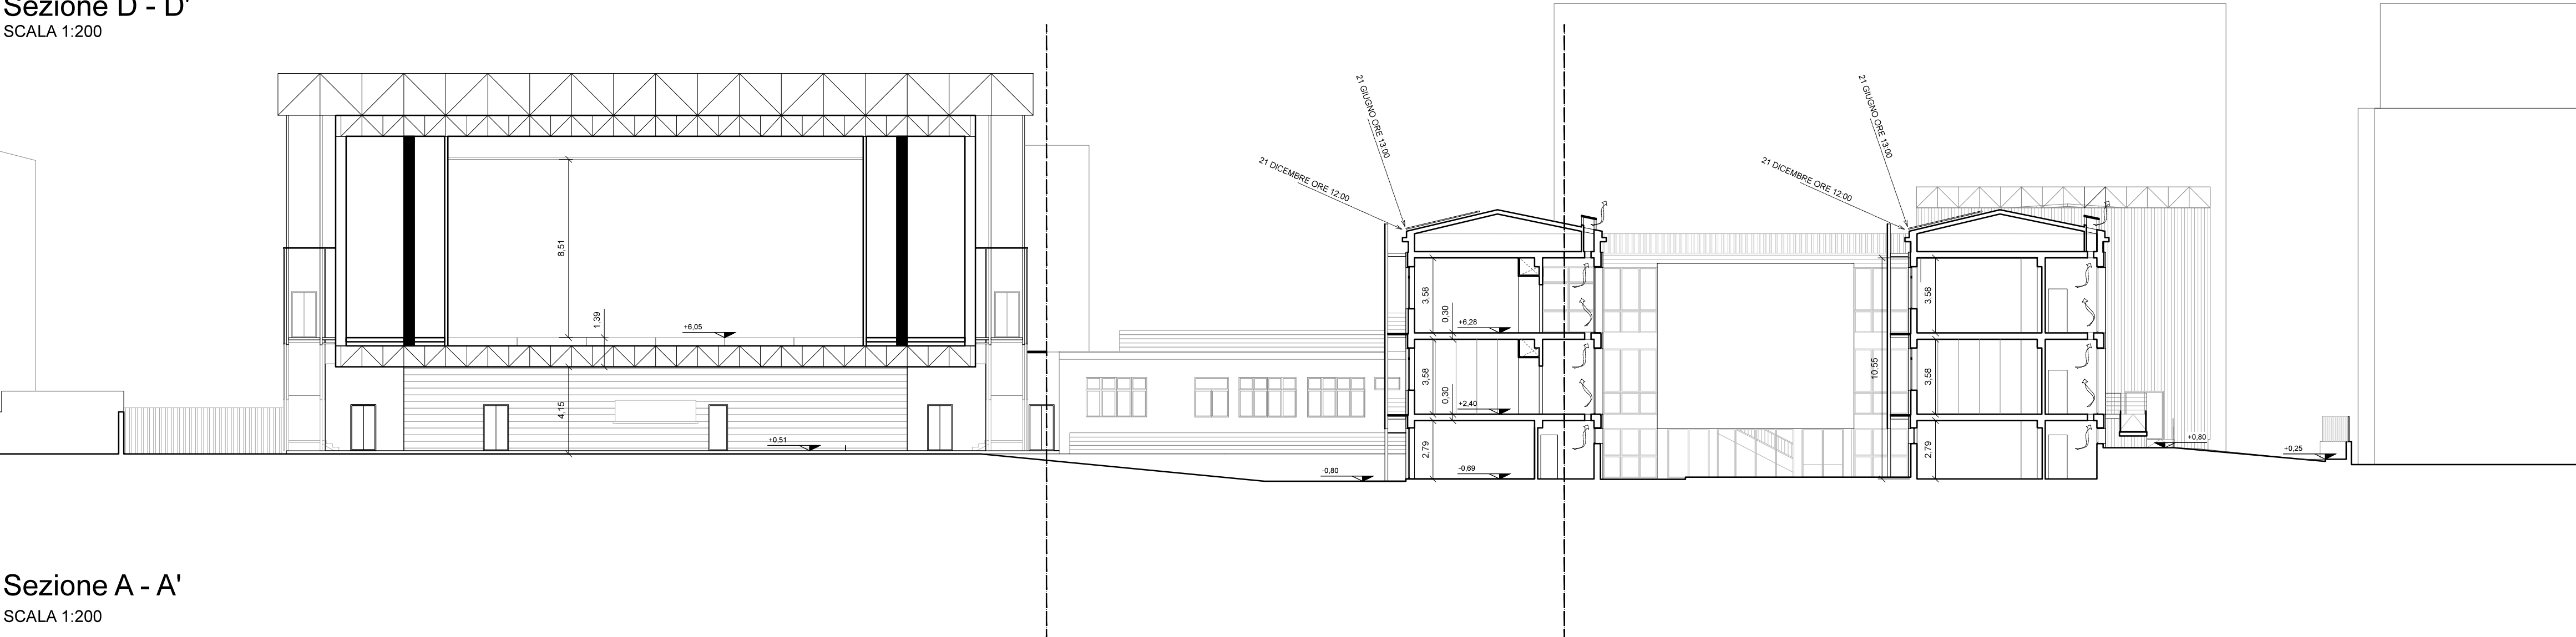 Sezione D - D'
SCALA 1:200
21 GIUGNO ORE 13:00
21 DICEMBRE ORE 12:00
21 GIUGNO ORE 13:00
21 DICEMBRE ORE 12:00
8,51
1,39
+6,05
4,15
+0,51
3,58
0,30
+6,28
3,58
0,30
+2,40
2,79
-0,80
-0,69
10,55
3,58
3,58
2,79
+0,80
+0,25
Sezione A - A'
SCALA 1:200